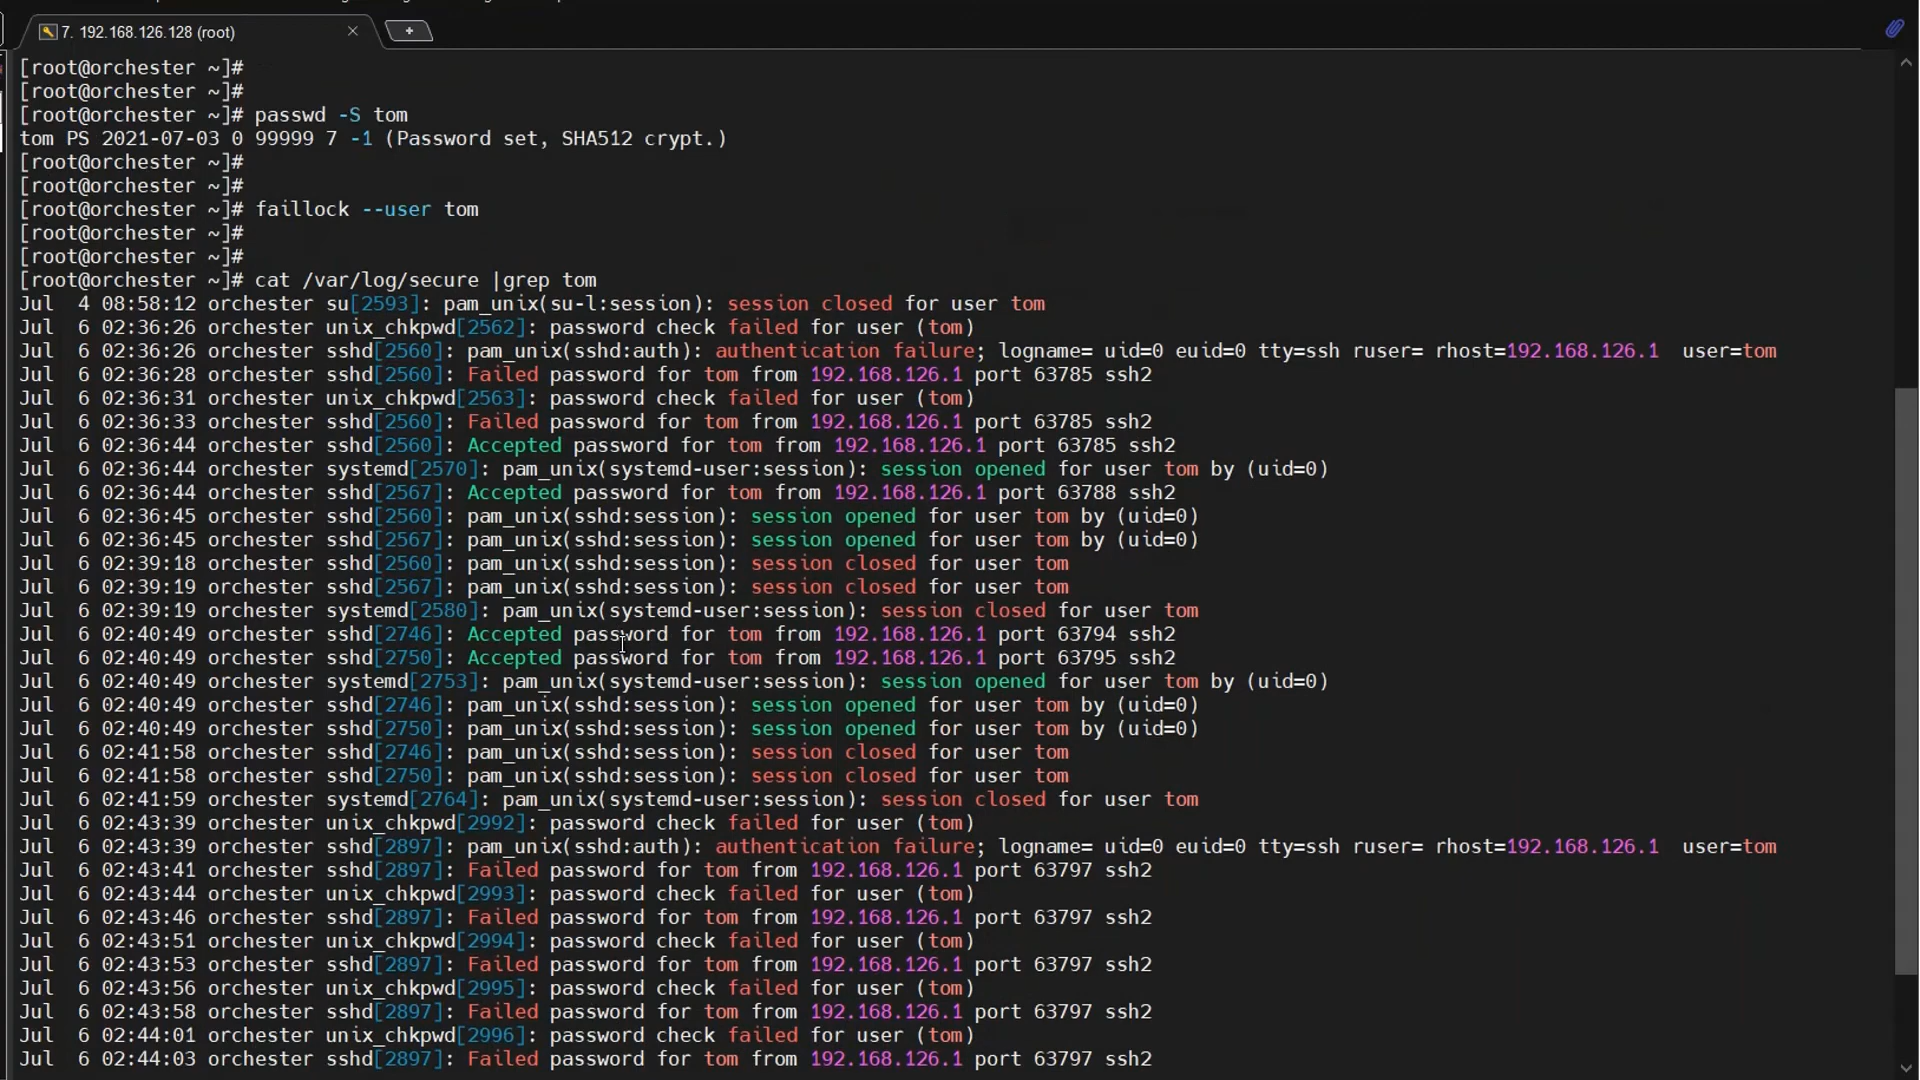 7. 192.168.126.128 (root)
[root@orchester ~]#
[root@orchester ~]#
[root@orchester ~]# passwd -S tom
tom PS 2021-07-03 0 99999 7 -1 (Password set, SHA512 crypt.)
[root@orchester ~]#
[root@orchester ~]#
[root@orchester ~]# faillock --user tom
[root@orchester ~]#
[root@orchester ~]#
[root@orchester ~]# cat /var/log/secure |grep tom
Jul  4 08:58:12 orchester su[2593]: pam_unix(su-l:session): session closed for user tom
Jul  6 02:36:26 orchester unix_chkpwd[2562]: password check failed for user (tom)
Jul  6 02:36:26 orchester sshd[2560]: pam_unix(sshd:auth): authentication failure; logname= uid=0 euid=0 tty=ssh ruser= rhost=192.168.126.1  user=tom
Jul  6 02:36:28 orchester sshd[2560]: Failed password for tom from 192.168.126.1 port 63785 ssh2
Jul  6 02:36:31 orchester unix_chkpwd[2563]: password check failed for user (tom)
Jul  6 02:36:33 orchester sshd[2560]: Failed password for tom from 192.168.126.1 port 63785 ssh2
Jul  6 02:36:44 orchester sshd[2560]: Accepted password for tom from 192.168.126.1 port 63785 ssh2
Jul  6 02:36:44 orchester systemd[2570]: pam_unix(systemd-user:session): session opened for user tom by (uid=0)
Jul  6 02:36:44 orchester sshd[2567]: Accepted password for tom from 192.168.126.1 port 63788 ssh2
Jul  6 02:36:45 orchester sshd[2560]: pam_unix(sshd:session): session opened for user tom by (uid=0)
Jul  6 02:36:45 orchester sshd[2567]: pam_unix(sshd:session): session opened for user tom by (uid=0)
Jul  6 02:39:18 orchester sshd[2560]: pam_unix(sshd:session): session closed for user tom
Jul  6 02:39:19 orchester sshd[2567]: pam_unix(sshd:session): session closed for user tom
Jul  6 02:39:19 orchester systemd[2580]: pam_unix(systemd-user:session): session closed for user tom
Jul  6 02:40:49 orchester sshd[2746]: Accepted password for tom from 192.168.126.1 port 63794 ssh2
Jul  6 02:40:49 orchester sshd[2750]: Accepted password for tom from 192.168.126.1 port 63795 ssh2
Jul  6 02:40:49 orchester systemd[2753]: pam_unix(systemd-user:session): session opened for user tom by (uid=0)
Jul  6 02:40:49 orchester sshd[2746]: pam_unix(sshd:session): session opened for user tom by (uid=0)
Jul  6 02:40:49 orchester sshd[2750]: pam_unix(sshd:session): session opened for user tom by (uid=0)
Jul  6 02:41:58 orchester sshd[2746]: pam_unix(sshd:session): session closed for user tom
Jul  6 02:41:58 orchester sshd[2750]: pam_unix(sshd:session): session closed for user tom
Jul  6 02:41:59 orchester systemd[2764]: pam_unix(systemd-user:session): session closed for user tom
Jul  6 02:43:39 orchester unix_chkpwd[2992]: password check failed for user (tom)
Jul  6 02:43:39 orchester sshd[2897]: pam_unix(sshd:auth): authentication failure; logname= uid=0 euid=0 tty=ssh ruser= rhost=192.168.126.1  user=tom
Jul  6 02:43:41 orchester sshd[2897]: Failed password for tom from 192.168.126.1 port 63797 ssh2
Jul  6 02:43:44 orchester unix_chkpwd[2993]: password check failed for user (tom)
Jul  6 02:43:46 orchester sshd[2897]: Failed password for tom from 192.168.126.1 port 63797 ssh2
Jul  6 02:43:51 orchester unix_chkpwd[2994]: password check failed for user (tom)
Jul  6 02:43:53 orchester sshd[2897]: Failed password for tom from 192.168.126.1 port 63797 ssh2
Jul  6 02:43:56 orchester unix_chkpwd[2995]: password check failed for user (tom)
Jul  6 02:43:58 orchester sshd[2897]: Failed password for tom from 192.168.126.1 port 63797 ssh2
Jul  6 02:44:01 orchester unix_chkpwd[2996]: password check failed for user (tom)
Jul  6 02:44:03 orchester sshd[2897]: Failed password for tom from 192.168.126.1 port 63797 ssh2